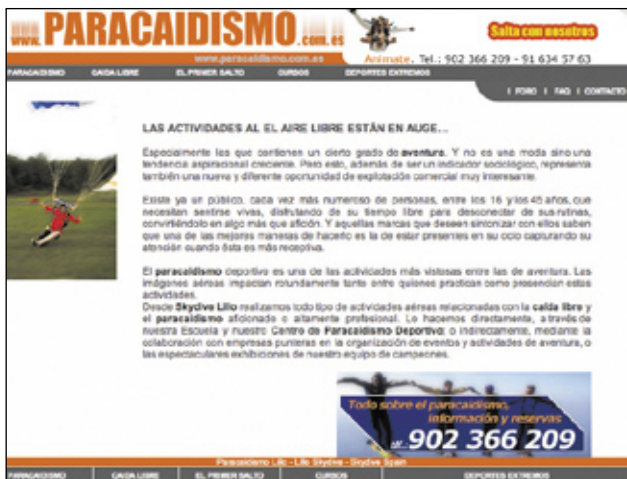 www.PARACAIDISMO.com.es
Salta con nosotros
www.paracaidismo.com.es
Animate. Tel.: 902 366 209 - 91 634 57 63
PARACAIDISMO CAIDA LIBRE EL PRIMER SALTO CURSOS DEPORTES EXTREMOS
| FORO | FAQ | CONTACTO
LAS ACTIVIDADES AL EL AIRE LIBRE ESTÁN EN AUGE...
Especialmente las que contienen un cierto grado de aventura. Y no es una moda sino una
tendencia aspiracional creciente. Pero esto, además de ser un indicador sociológico, representa
también una nueva y diferente oportunidad de explotación comercial muy interesante.
Existe ya un público, cada vez más numeroso de personas, entre los 16 y los 45 años, que
necesitan sentirse vivas, disfrutando de su tiempo libre para desconectar de sus rutinas,
convirtiéndolo en algo más que afición. Y aquellas marcas que deseen sintonizar con ellos saben
que una de las mejores maneras de hacerlo es la de estar presentes en su ocio capturando su
atención cuando ésta es más receptiva.
El paracaidismo deportivo es una de las actividades más vistosas entre las de aventura. Las
imágenes aéreas impactan rotundamente tanto entre quienes practican como presencian estas
actividades.
Desde Skydive Lillo realizamos todo tipo de actividades aéreas relacionadas con la caída libre y
el paracaidismo aficionado o altamente profesional. Lo hacemos directamente, a través de
nuestra Escuela y nuestro Centro de Paracaidismo Deportivo; o indirectamente, mediante la
colaboración con empresas punteras en la organización de eventos y actividades de aventura, o
las espectaculares exhibiciones de nuestro equipo de campeones.
Todo sobre el paracaidismo,
información y reservas
902 366 209
Paracaidismo Lillo - Lillo Skydive - Skydive Spain
PARACAIDISMO CAIDA LIBRE EL PRIMER SALTO CURSOS DEPORTES EXTREMOS